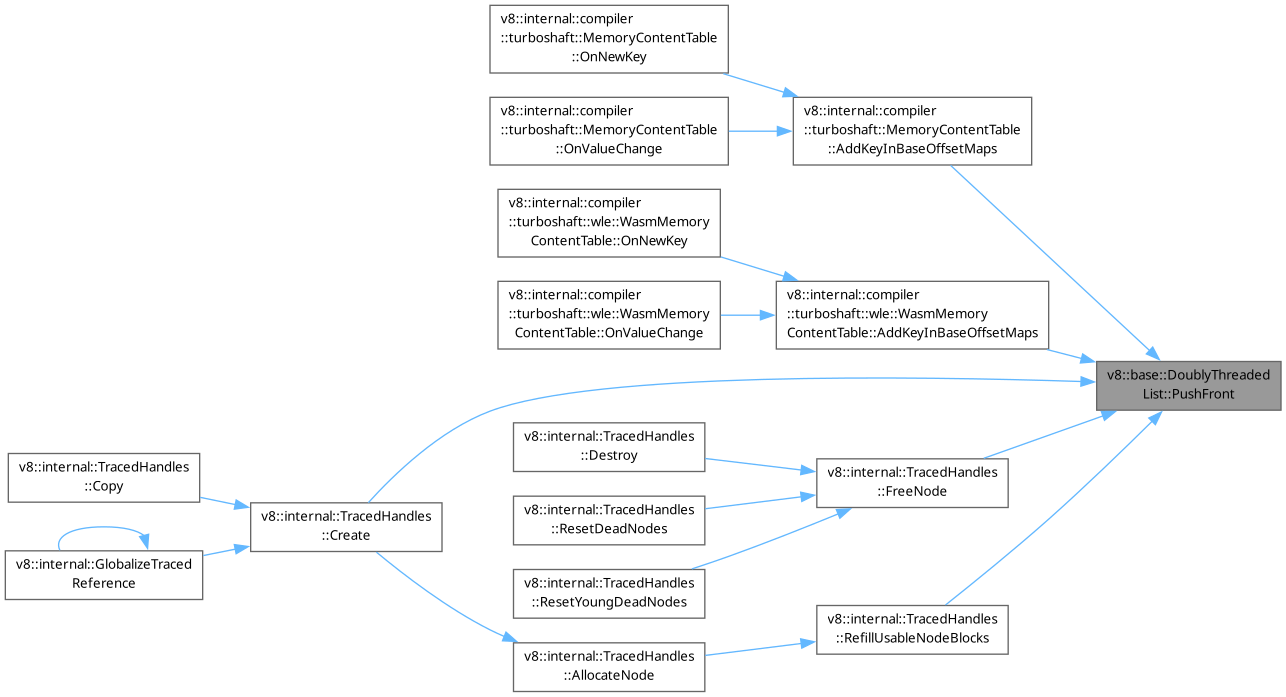 v8::internal::compiler
::turboshaft::MemoryContentTable
::OnNewKey
v8::internal::compiler
::turboshaft::MemoryContentTable
::OnValueChange
v8::internal::compiler
::turboshaft::MemoryContentTable
::AddKeyInBaseOffsetMaps
v8::internal::compiler
::turboshaft::wle::WasmMemory
ContentTable::OnNewKey
v8::internal::compiler
::turboshaft::wle::WasmMemory
ContentTable::OnValueChange
v8::internal::compiler
::turboshaft::wle::WasmMemory
ContentTable::AddKeyInBaseOffsetMaps
v8::base::DoublyThreaded
List::PushFront
v8::internal::TracedHandles
::Destroy
v8::internal::TracedHandles
::FreeNode
v8::internal::TracedHandles
::Copy
v8::internal::TracedHandles
::Create
v8::internal::TracedHandles
::ResetDeadNodes
v8::internal::GlobalizeTraced
Reference
v8::internal::TracedHandles
::ResetYoungDeadNodes
v8::internal::TracedHandles
::RefillUsableNodeBlocks
v8::internal::TracedHandles
::AllocateNode